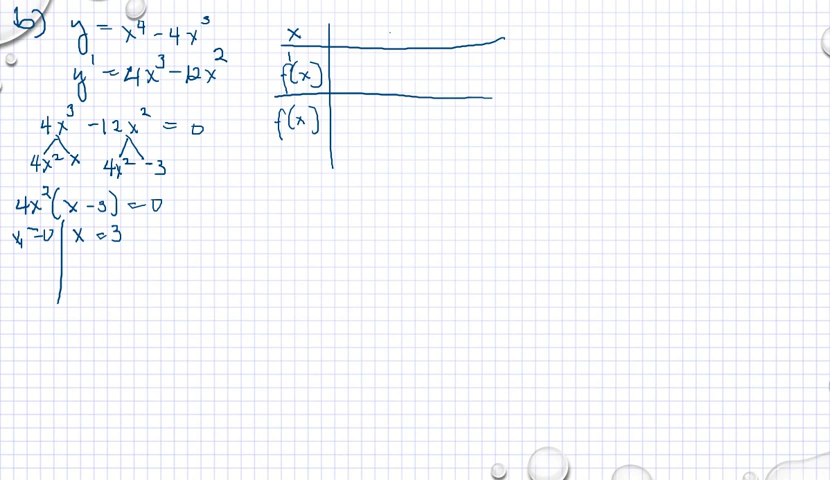 b) y = x⁴ - 4x³
y' = 4x³ - 12x²
4x³ - 12x² = 0
4x² x 4x² -3
4x²(x - 3) = 0
x = 0 | x = 3
x
f'(x)
f(x)